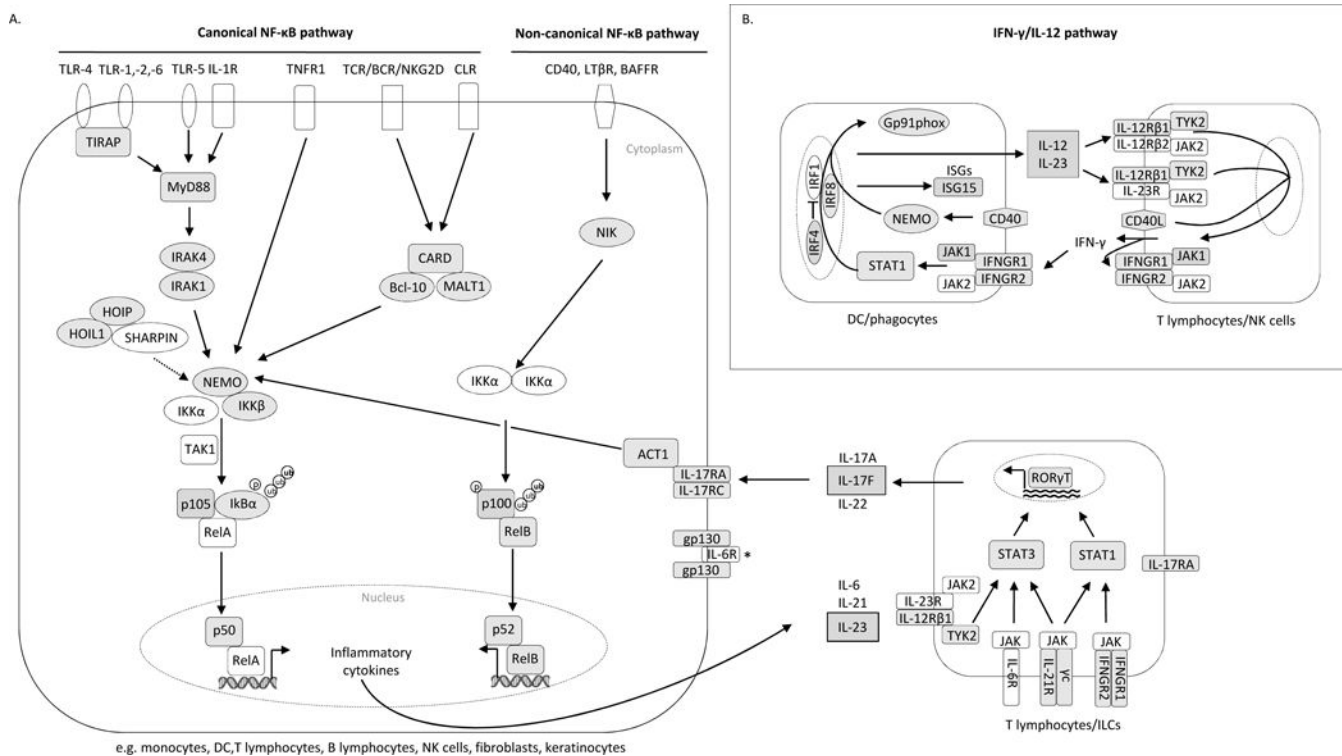 A.
Canonical NF-κB pathway
Non-canonical NF-κB pathway
TLR-4
TLR-1,-2,-6
TLR-5
IL-1R
TNFR1
TCR/BCR/NKG2D
CLR
CD40, LTβR, BAFFR
TIRAP
Cytoplasm
MyD88
IRAK4
IRAK1
CARD
Bcl-10
MALT1
NIK
HOIP
HOIL1
SHARPIN
NEMO
IKKα
IKKβ
IKKα
IKKα
TAK1
ACT1
IL-17RA
IL-17RC
p
ub
ub
ub
ub
p105
IkBα
RelA
p
ub
ub
ub
p100
RelB
gp130
IL-6R *
gp130
Nucleus
p50
RelA
Inflammatory
cytokines
p52
RelB
e.g. monocytes, DC,T lymphocytes, B lymphocytes, NK cells, fibroblasts, keratinocytes
IL-17A
IL-17F
IL-22
IL-6
IL-21
IL-23
RORγT
STAT3
STAT1
IL-17RA
JAK2
IL-23R
IL-12Rβ1
TYK2
JAK
IL-6R
JAK
IL-21R
γc
JAK
IFNGR2
IFNGR1
T lymphocytes/ILCs
B.
IFN-γ/IL-12 pathway
Gp91phox
IRF1
IRF8
IRF4
ISGs
ISG15
NEMO
CD40
STAT1
JAK1
IFNGR1
IFNGR2
JAK2
DC/phagocytes
IL-12
IL-23
IL-12Rβ1
IL-12Rβ2
TYK2
JAK2
IL-12Rβ1
IL-23R
TYK2
JAK2
CD40L
IFN-γ
IFNGR1
IFNGR2
JAK1
JAK2
T lymphocytes/NK cells